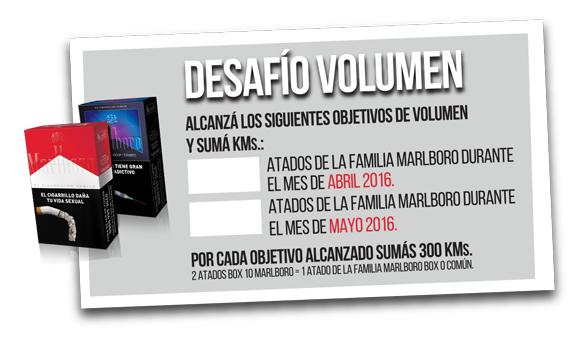 DESAFÍO VOLUMEN
ALCANZÁ LOS SIGUIENTES OBJETIVOS DE VOLUMEN
Y SUMÁ KMs.:
ATADOS DE LA FAMILIA MARLBORO DURANTE
EL MES DE ABRIL 2016.
ATADOS DE LA FAMILIA MARLBORO DURANTE
EL MES DE MAYO 2016.
POR CADA OBJETIVO ALCANZADO SUMÁS 300 KMs.
2 ATADOS BOX 10 MARLBORO = 1 ATADO DE LA FAMILIA MARLBORO BOX O COMÚN.
Marlboro
EL CIGARRILLO DAÑA
TU VIDA SEXUAL
TIENE GRAN
ADICTIVO